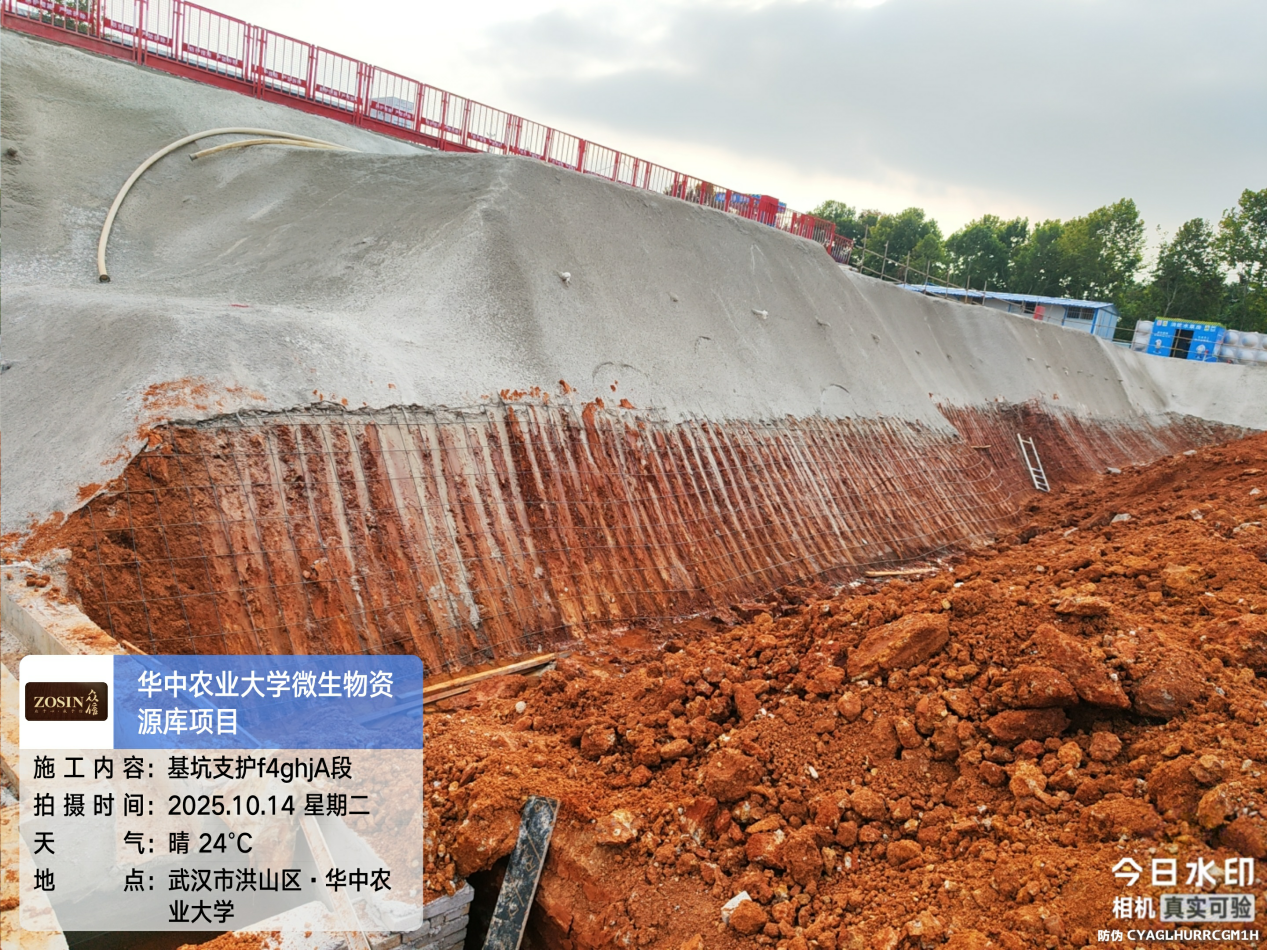 ZOSIN 众信
华中农业大学微生物资
源库项目
施工内容：基坑支护f4ghjA段
拍摄时间：2025.10.14 星期二
天气：晴 24℃
地点：武汉市洪山区·华中农
业大学
今日水印
相机 真实可验
防伪 CYAGLHURRCGM1H